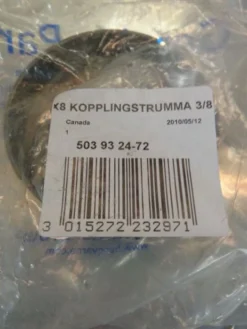 K8 KOPPLINGSTRUMMA 3/8
Canada 2010/05/12
1
503 93 24-72
3 015272 232971